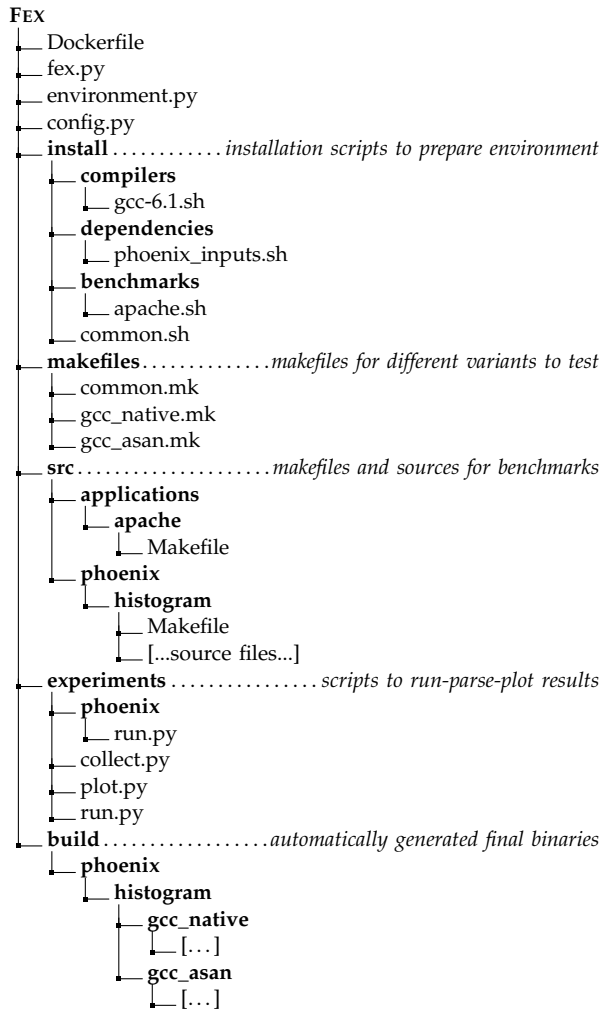 FEX
Dockerfile
fex.py
environment.py
config.py
install . . . . . . . . . . . . installation scripts to prepare environment
compilers
gcc-6.1.sh
dependencies
phoenix_inputs.sh
benchmarks
apache.sh
common.sh
makefiles . . . . . . . . . . . . . . makefiles for different variants to test
common.mk
gcc_native.mk
gcc_asan.mk
src . . . . . . . . . . . . . . . . . . . . . makefiles and sources for benchmarks
applications
apache
Makefile
phoenix
histogram
Makefile
[...source files...]
experiments . . . . . . . . . . . . . . . . scripts to run-parse-plot results
phoenix
run.py
collect.py
plot.py
run.py
build . . . . . . . . . . . . . . . . . . automatically generated final binaries
phoenix
histogram
gcc_native
[. . . ]
gcc_asan
[. . . ]